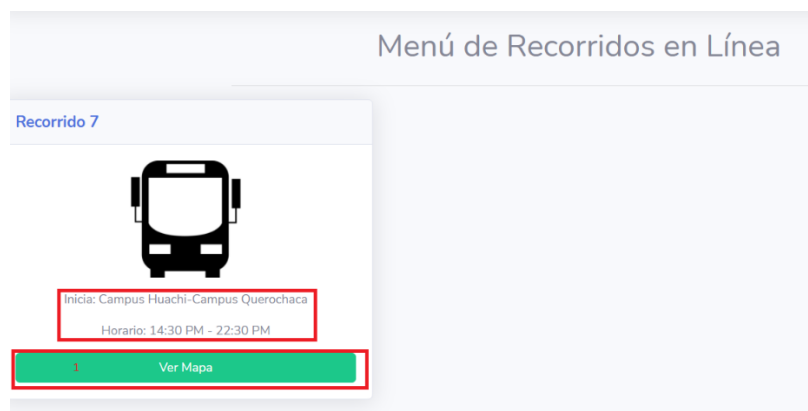 Menú de Recorridos en Línea
Recorrido 7
Inicia: Campus Huachi-Campus Querochaca
Horario: 14:30 PM - 22:30 PM
1 Ver Mapa